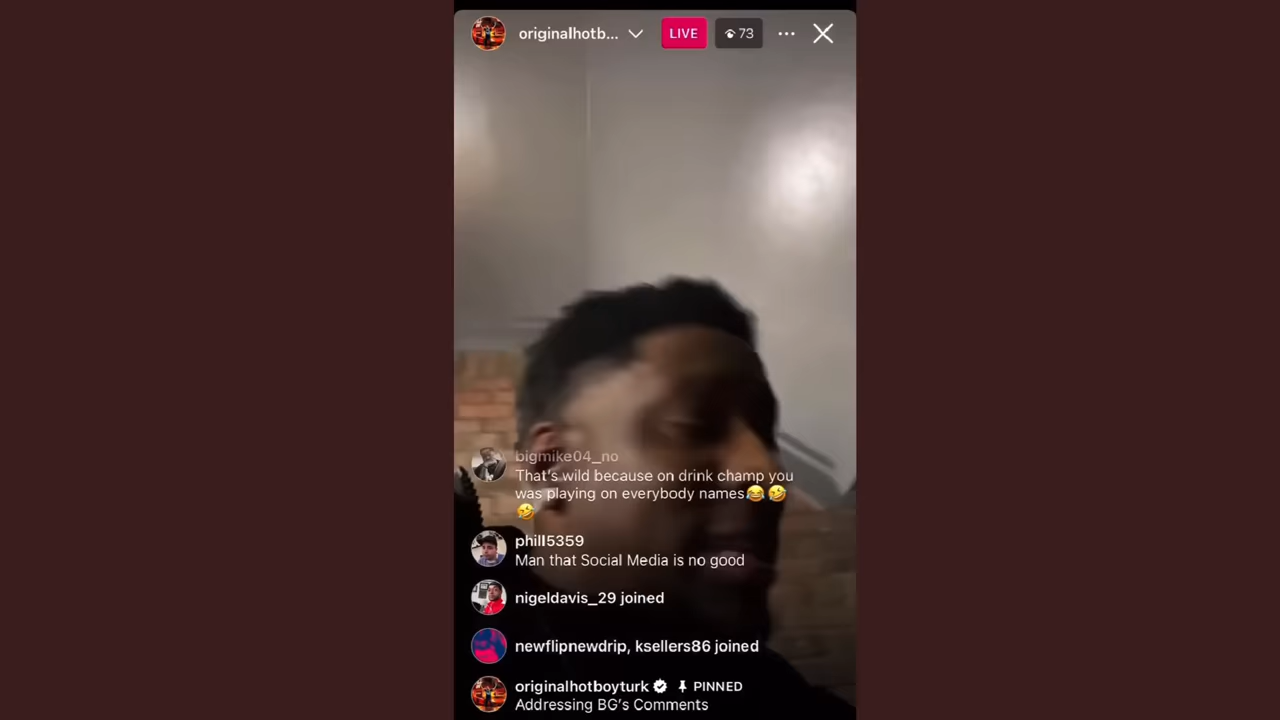 originalhotb...
LIVE
73
bigmike04_no
That's wild because on drink champ you
was playing on everybody names😂🤣
🤣
phill5359
Man that Social Media is no good
nigeldavis_29 joined
newflipnewdrip, ksellers86 joined
originalhotboyturk PINNED
Addressing BG's Comments